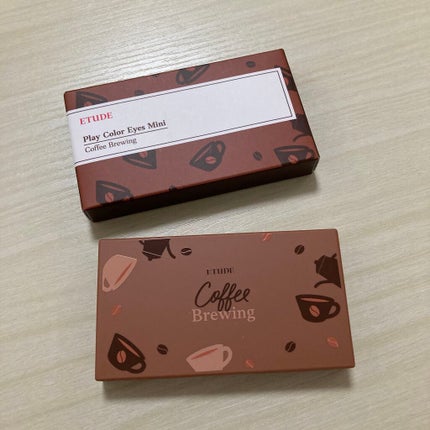 ETUDE
Play Color Eyes Mini
Coffee Brewing
ETUDE
Coffee
Brewing